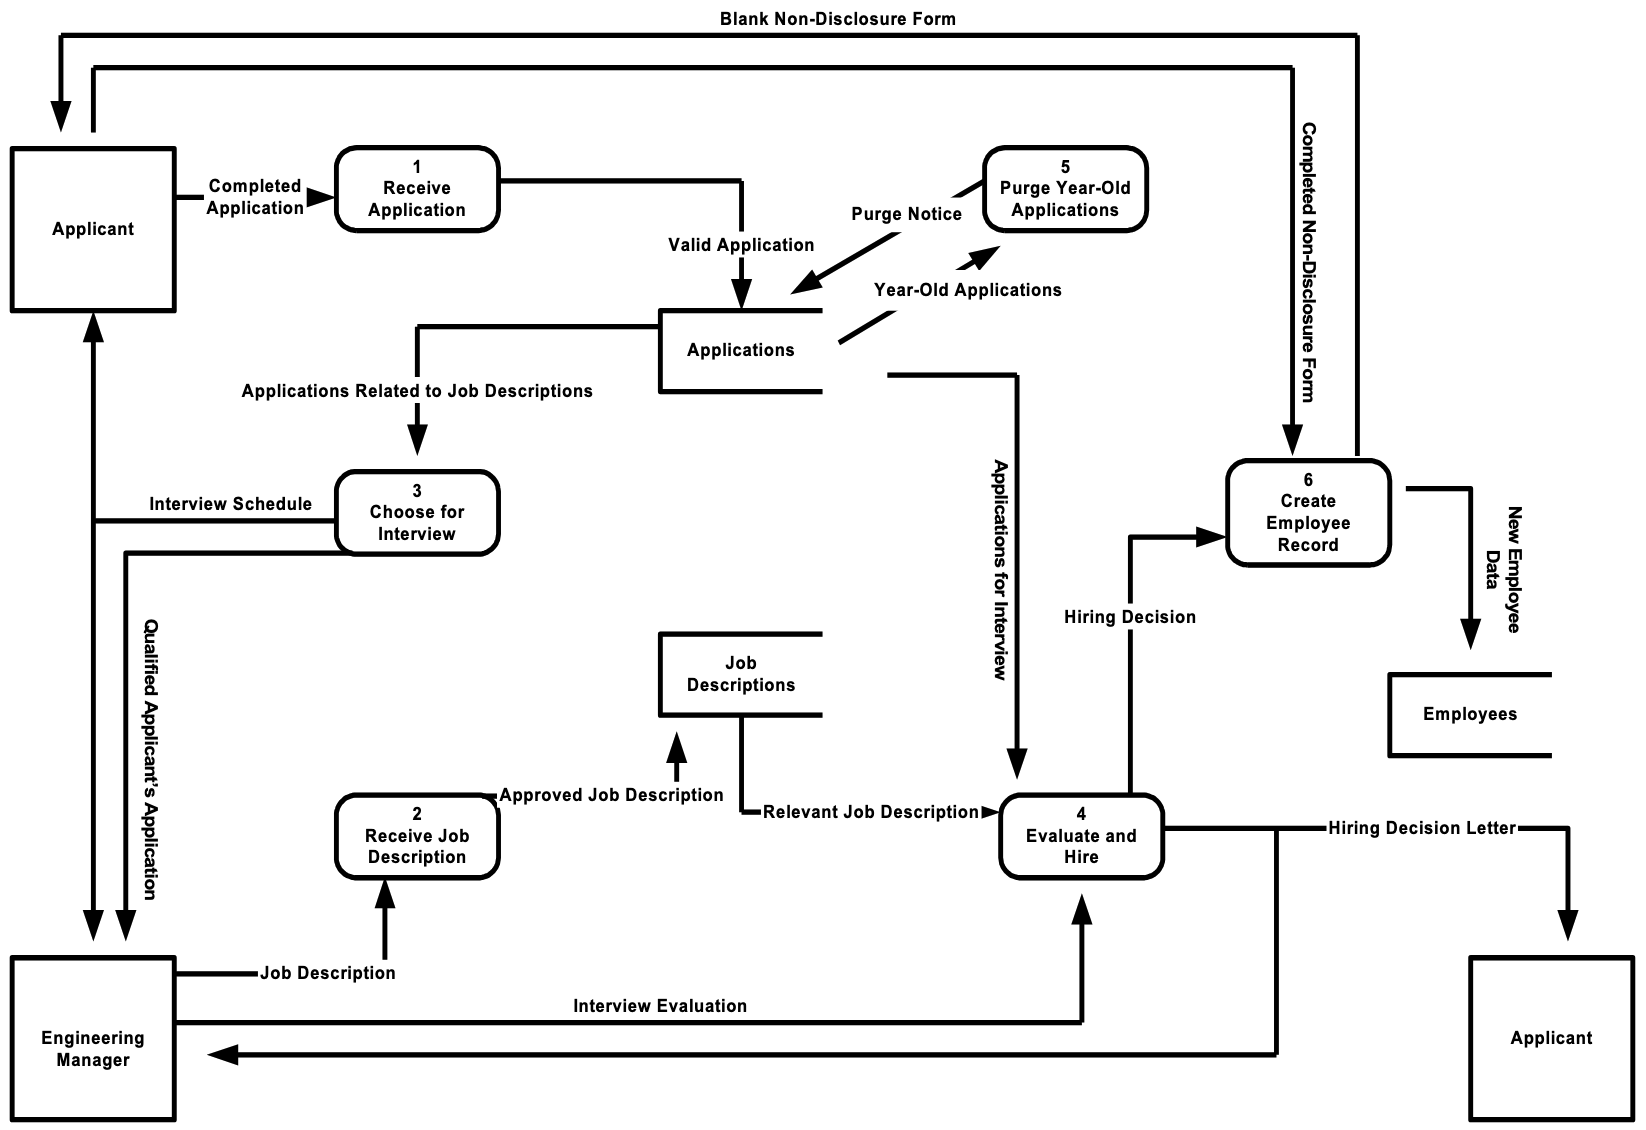 Blank Non-Disclosure Form
Applicant
Completed
Application
1
Receive
Application
5
Purge Year-Old
Applications
Purge Notice
Valid Application
Year-Old Applications
Completed Non-Disclosure Form
Applications
Applications Related to Job Descriptions
3
Choose for
Interview
Interview Schedule
Applications for Interview
6
Create
Employee
Record
New Employee
Data
Hiring Decision
Qualified Applicant's Application
Job
Descriptions
Employees
2
Receive Job
Description
Approved Job Description
Relevant Job Description
4
Evaluate and
Hire
Hiring Decision Letter
Job Description
Interview Evaluation
Engineering
Manager
Applicant